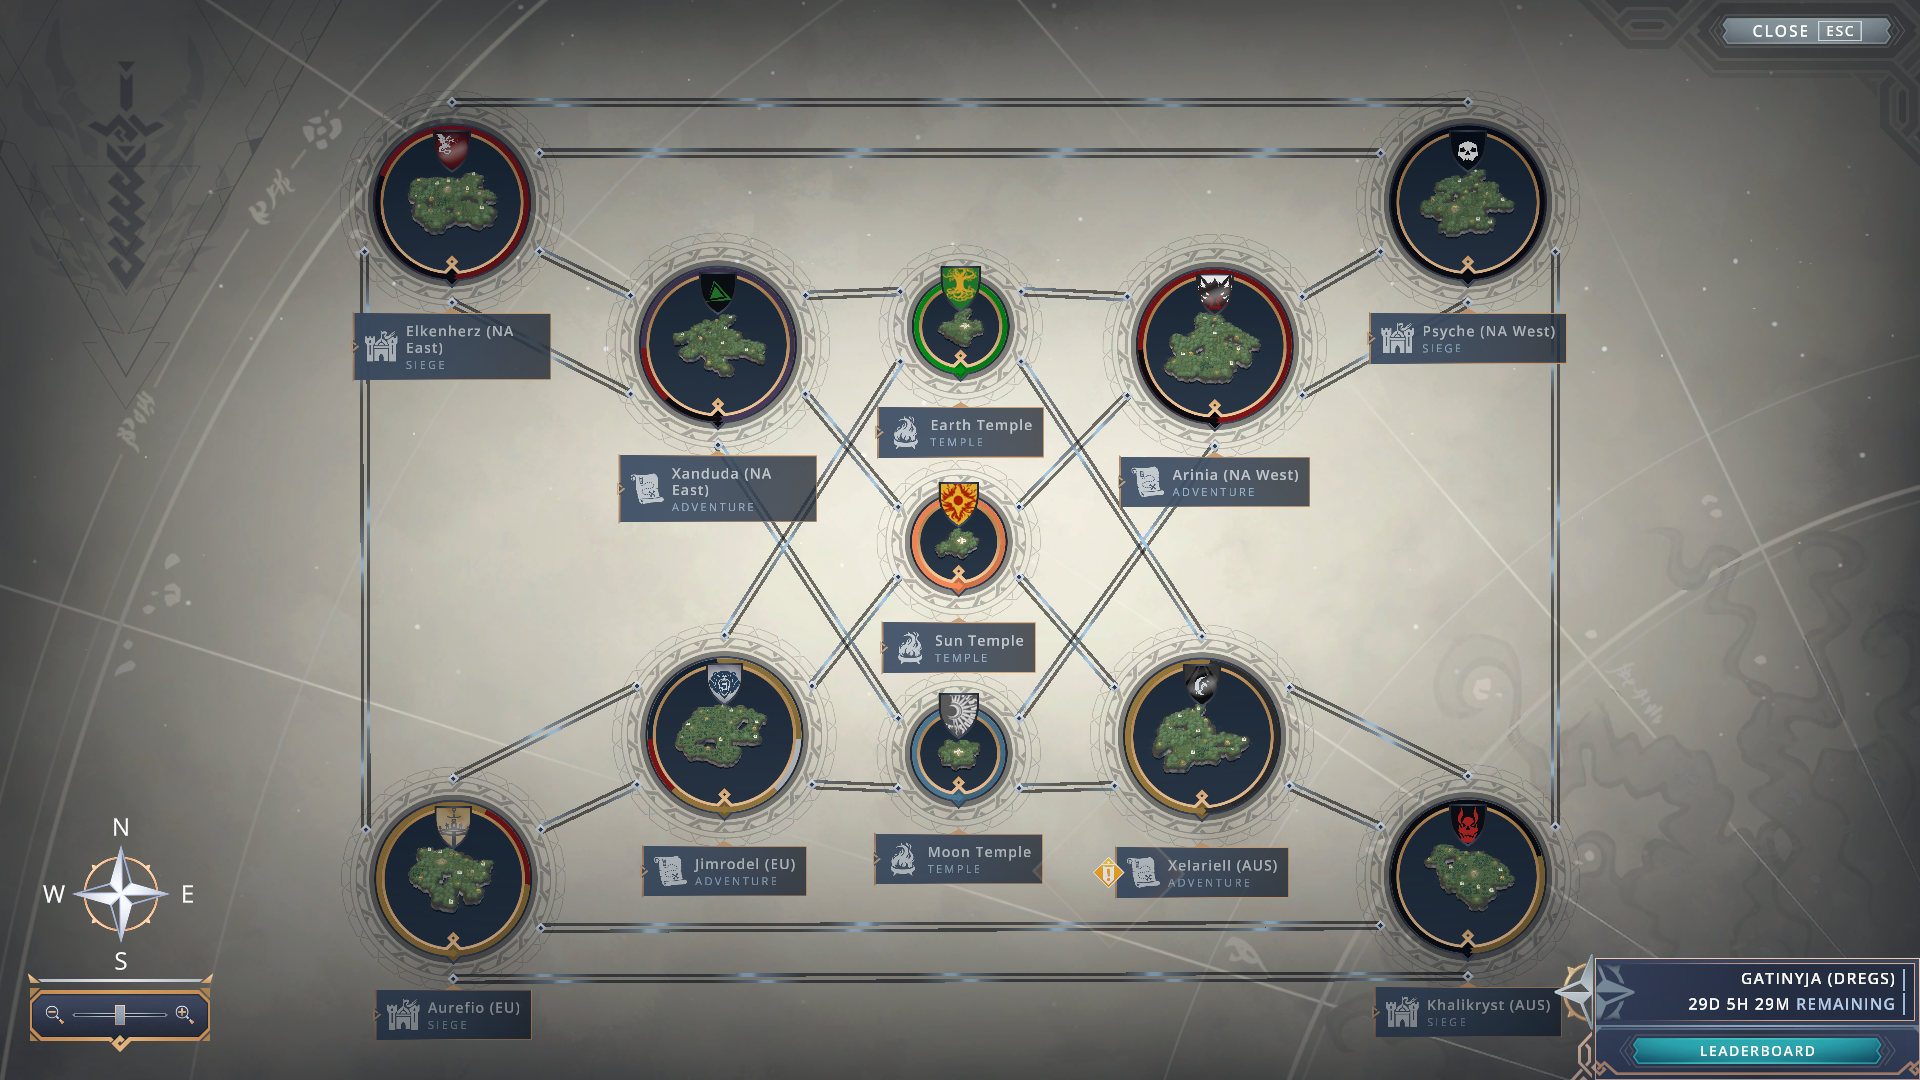 CLOSE ESC
Elkenherz (NA
East)
SIEGE
Psyche (NA West)
SIEGE
Earth Temple
TEMPLE
Xanduda (NA
East)
ADVENTURE
Arinia (NA West)
ADVENTURE
Sun Temple
TEMPLE
Jimrodel (EU)
ADVENTURE
Moon Temple
TEMPLE
Xelariell (AUS)
ADVENTURE
N
W E
S
Aurefio (EU)
SIEGE
Khalikryst (AUS)
SIEGE
GATINYJA (DREGS)
29D 5H 29M REMAINING
LEADERBOARD